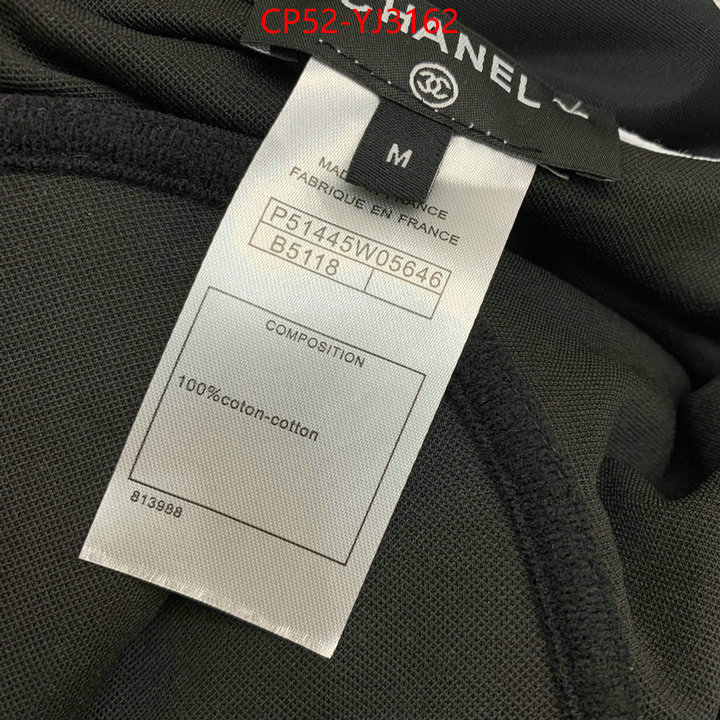 CP52-YJ3162
CHANEL
M
MADE IN FRANCE
FABRIQUE EN FRANCE
P51445W05646
B5118
COMPOSITION
100%coton-cotton
813988